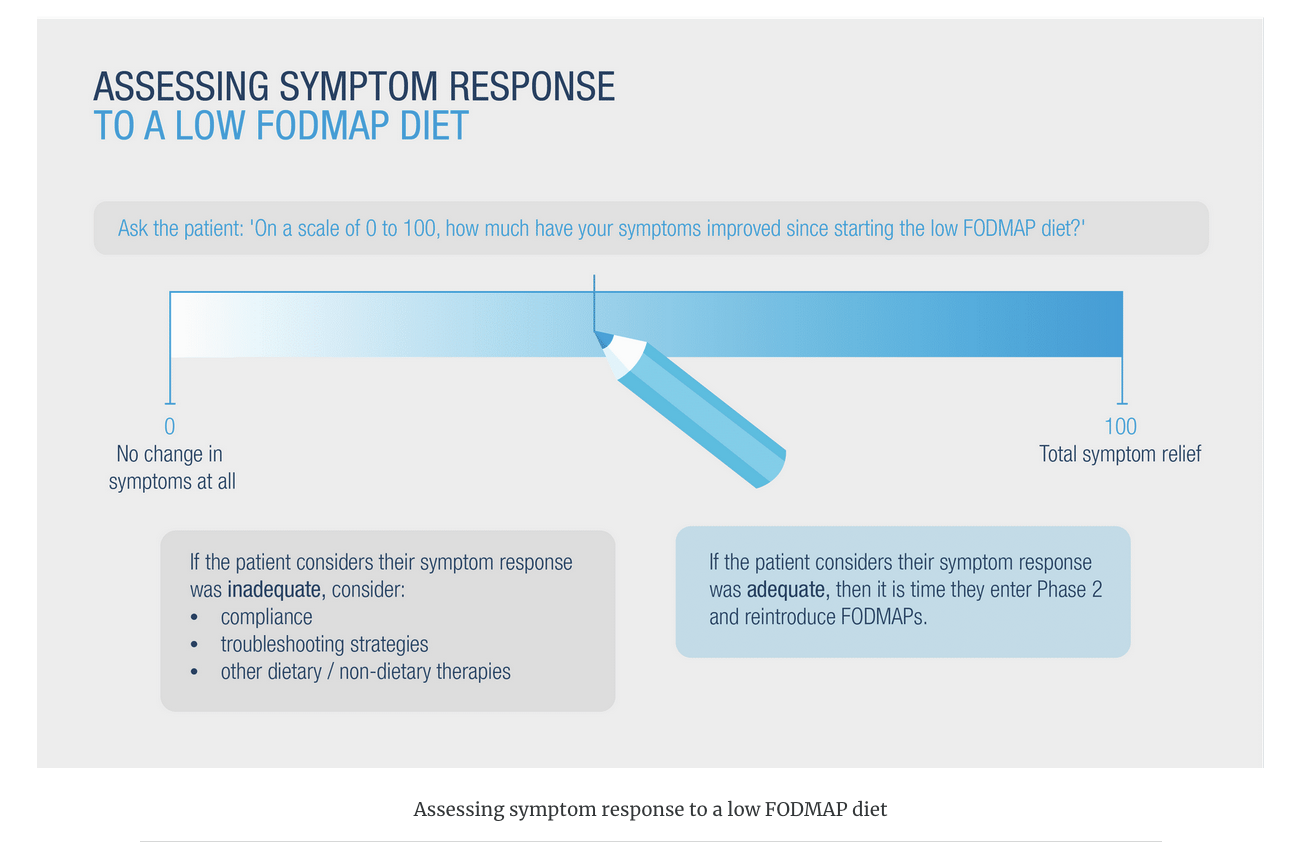 ASSESSING SYMPTOM RESPONSE
TO A LOW FODMAP DIET
Ask the patient: 'On a scale of 0 to 100, how much have your symptoms improved since starting the low FODMAP diet?'
0
No change in
symptoms at all
100
Total symptom relief
If the patient considers their symptom response
was inadequate, consider:
• compliance
• troubleshooting strategies
• other dietary / non-dietary therapies
If the patient considers their symptom response
was adequate, then it is time they enter Phase 2
and reintroduce FODMAPs.
Assessing symptom response to a low FODMAP diet